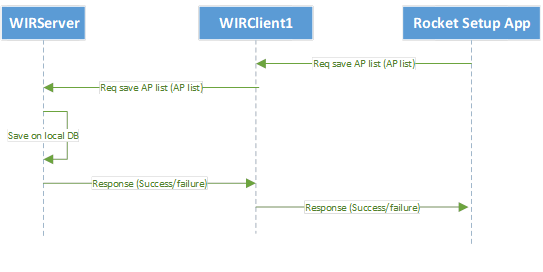 WIRServer
WIRClient1
Rocket Setup App
Req save AP list (AP list)
Req save AP list (AP list)
Save on local DB
Response (Success/failure)
Response (Success/failure)